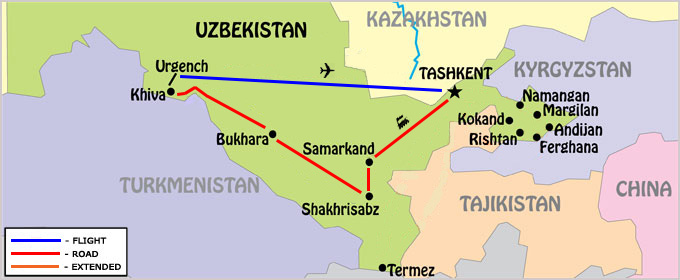 KAZAKHSTAN
UZBEKISTAN
Urgench
TASHKENT
KYRGYZSTAN
Khiva
Namangan
Margilan
Kokand
Andijan
Bukhara
Rishtan
Samarkand
Ferghana
TURKMENISTAN
CHINA
Shakhrisabz
TAJIKISTAN
- FLIGHT
- ROAD
- EXTENDED
Termez